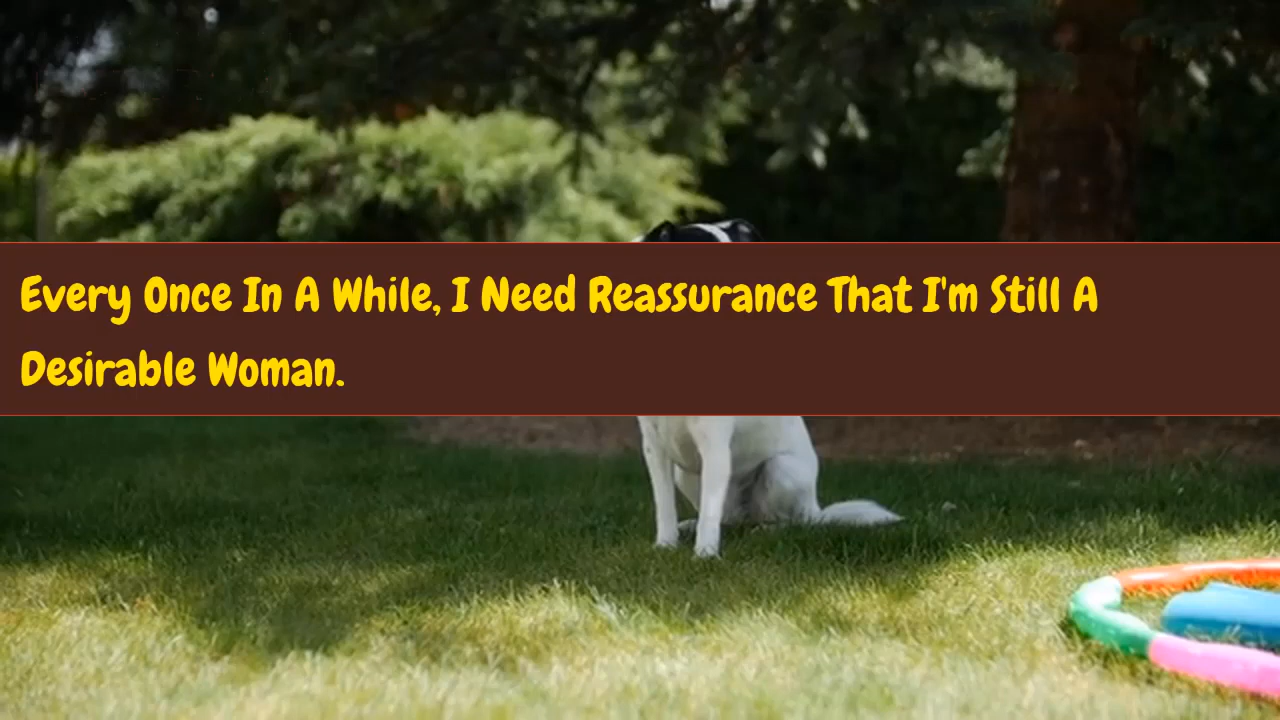 Every Once In A While, I Need Reassurance That I'm Still A
Desirable Woman.